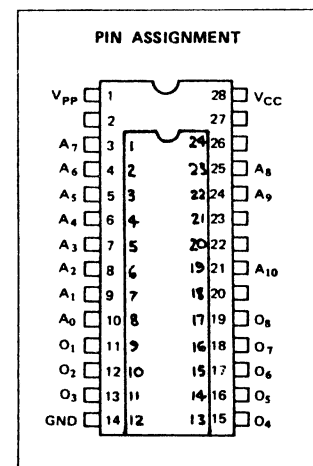 PIN ASSIGNMENT
VPP 1 28 VCC
2 27
A7 3 1 24 26
A6 4 2 23 25 A8
A5 5 3 22 24 A9
A4 6 4 21 23
A3 7 5 20 22
A2 8 6 19 21 A10
A1 9 7 18 20
A0 10 8 17 19 O8
O1 11 9 16 18 O7
O2 12 10 15 17 O6
O3 13 11 14 16 O5
GND 14 12 13 15 O4